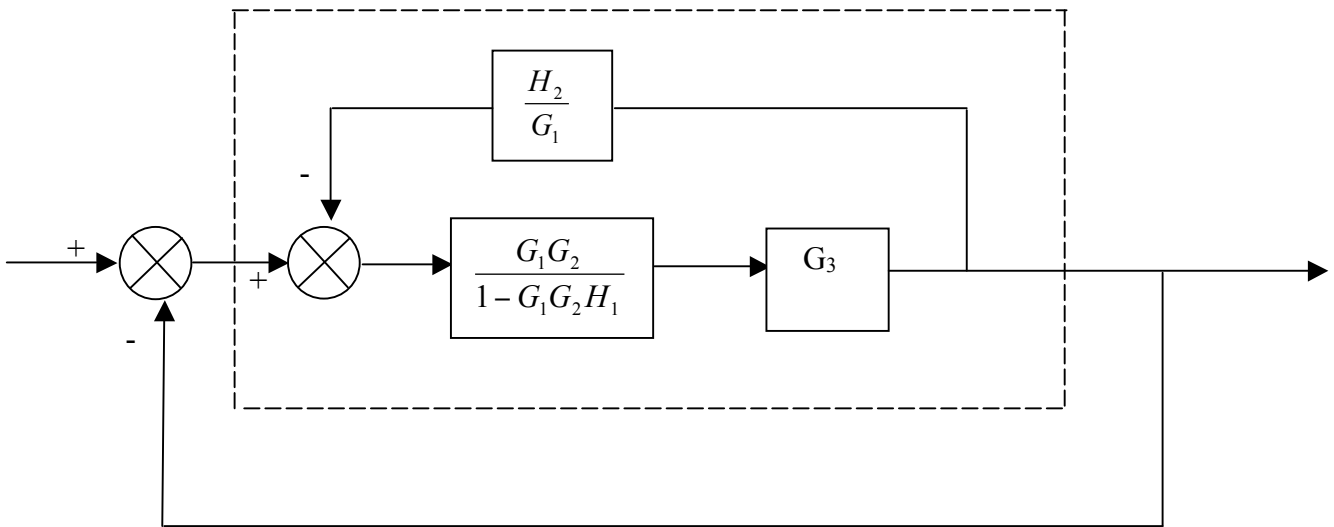 H₂
G₁
-
+
+
G₁G₂
1 − G₁G₂H₁
G₃
-